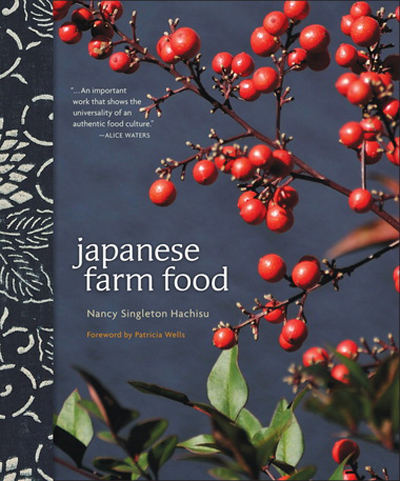 “...An important
work that shows the
universality of an
authentic food culture.”
—ALICE WATERS
japanese
farm food
Nancy Singleton Hachisu
Foreword by Patricia Wells